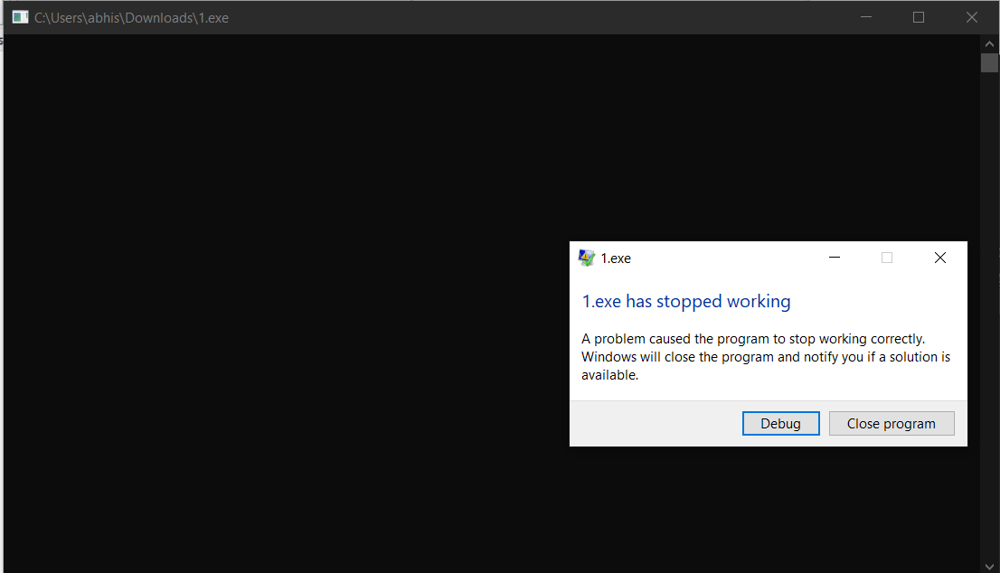 C:\Users\abhis\Downloads\1.exe
1.exe
1.exe has stopped working
A problem caused the program to stop working correctly.
Windows will close the program and notify you if a solution is
available.
Debug
Close program